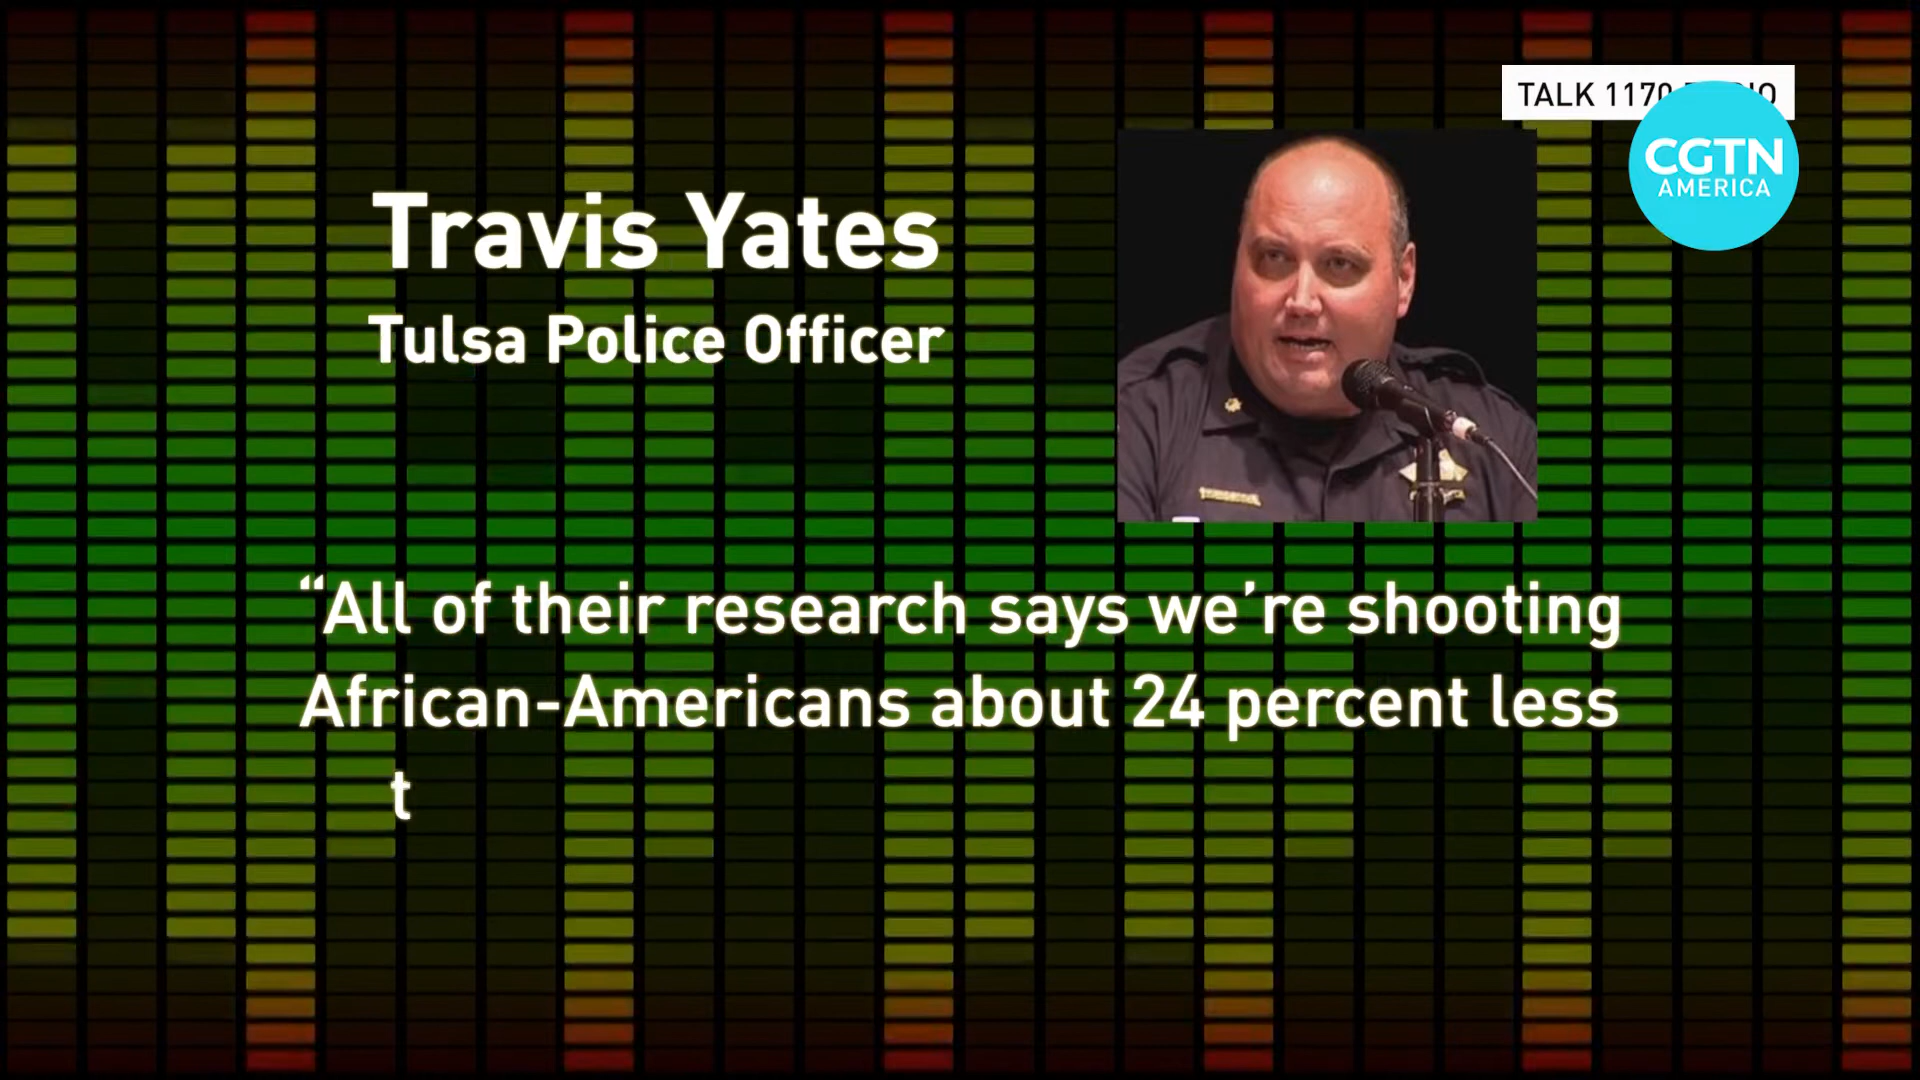 TALK 1170
CGTN
AMERICA
Travis Yates
Tulsa Police Officer
“All of their research says we’re shooting
African-Americans about 24 percent less
t